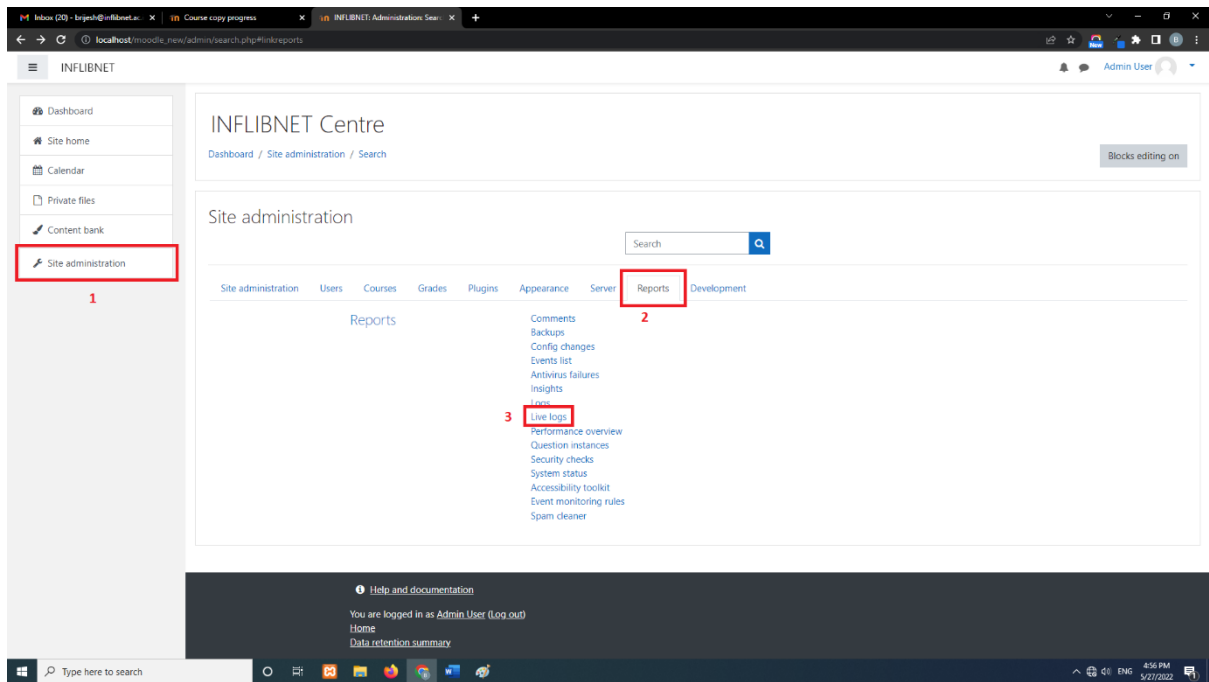 Inbox (20) - brijesh@inflibnet.ac. Course copy progress INFLIBNET: Administration: Searc
localhost/moodle_new/admin/search.php#linkreports
New
B
INFLIBNET
Admin User
Dashboard
Site home
Calendar
Private files
Content bank
Site administration
1
INFLIBNET Centre
Dashboard / Site administration / Search
Blocks editing on
Site administration
Search
Site administration Users Courses Grades Plugins Appearance Server Reports Development
2
Reports
Comments
Backups
Config changes
Events list
Antivirus failures
Insights
Logs
3 Live logs
Performance overview
Question instances
Security checks
System status
Accessibility toolkit
Event monitoring rules
Spam cleaner
Help and documentation
You are logged in as Admin User (Log out)
Home
Data retention summary
Type here to search
ENG
4:56 PM
5/27/2022